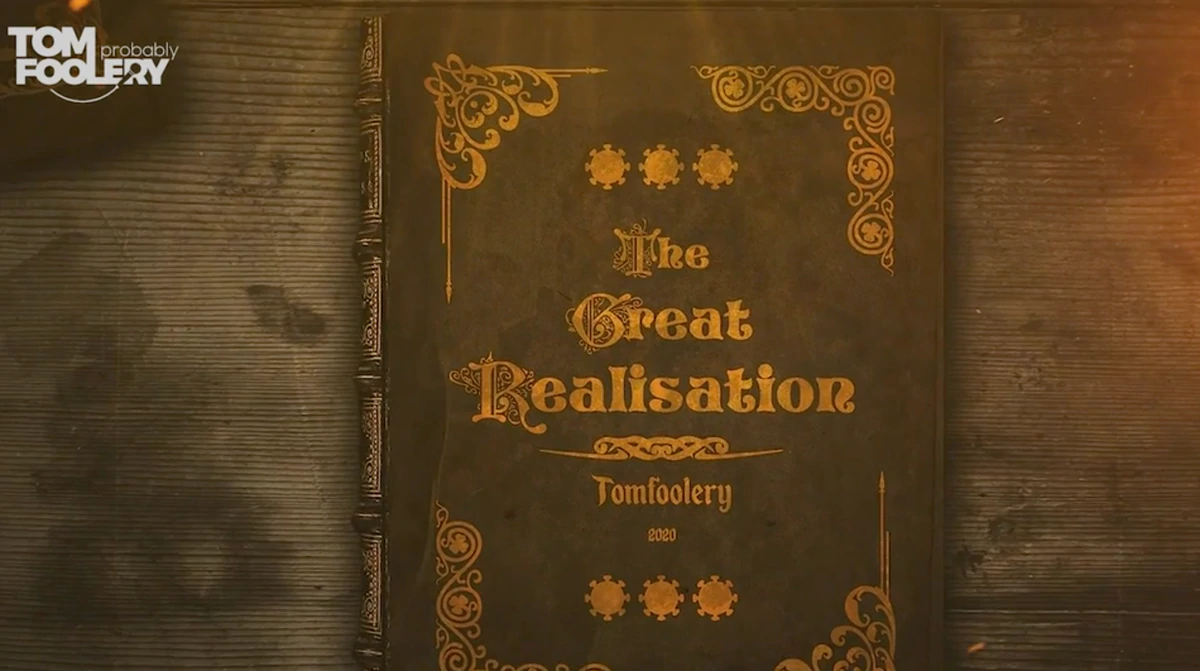 TOM probably
FOOLERY
The
Great
Realisation
Tomfoolery
2020